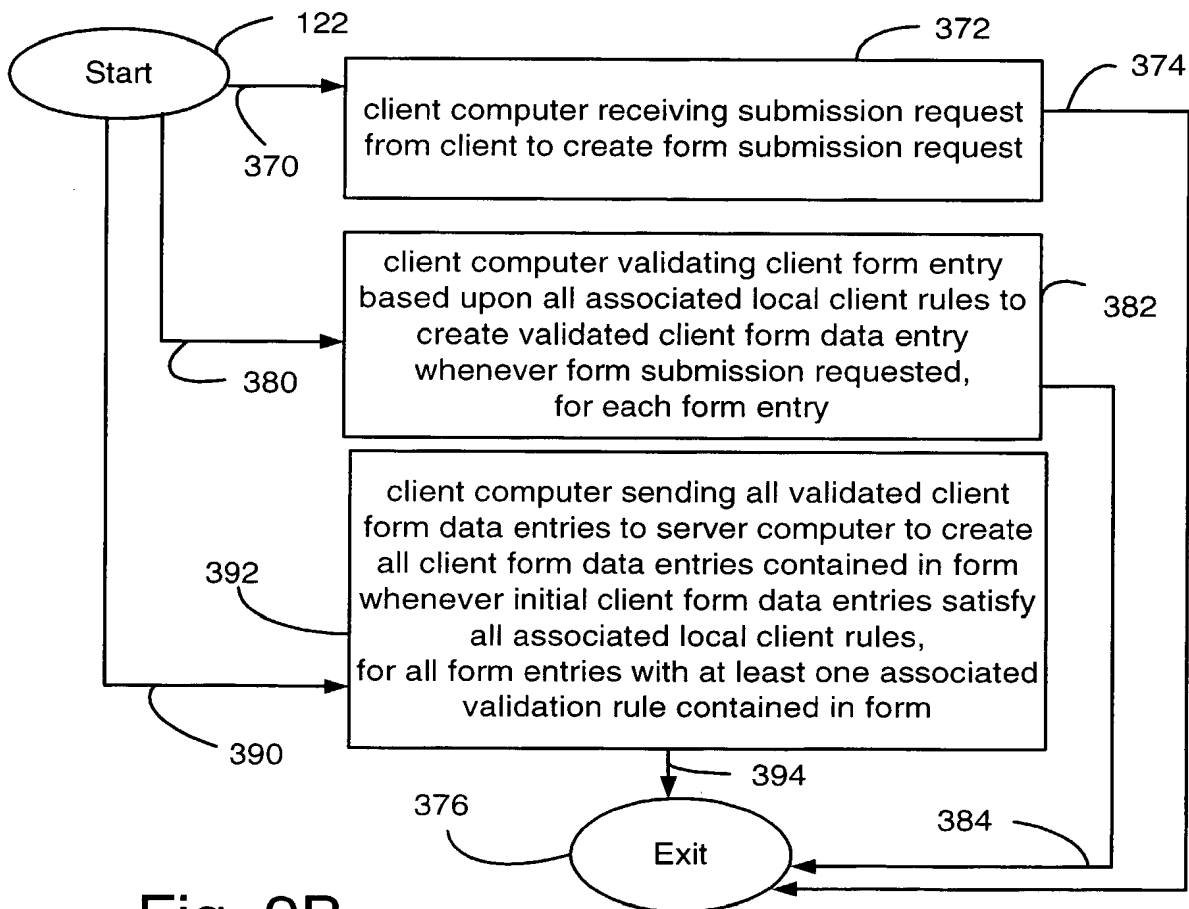 122
Start
370
372
374
client computer receiving submission request
from client to create form submission request
client computer validating client form entry
based upon all associated local client rules to
create validated client form data entry
whenever form submission requested,
for each form entry
382
380
client computer sending all validated client
form data entries to server computer to create
all client form data entries contained in form
whenever initial client form data entries satisfy
all associated local client rules,
for all form entries with at least one associated
validation rule contained in form
392
390
394
376
384
Exit